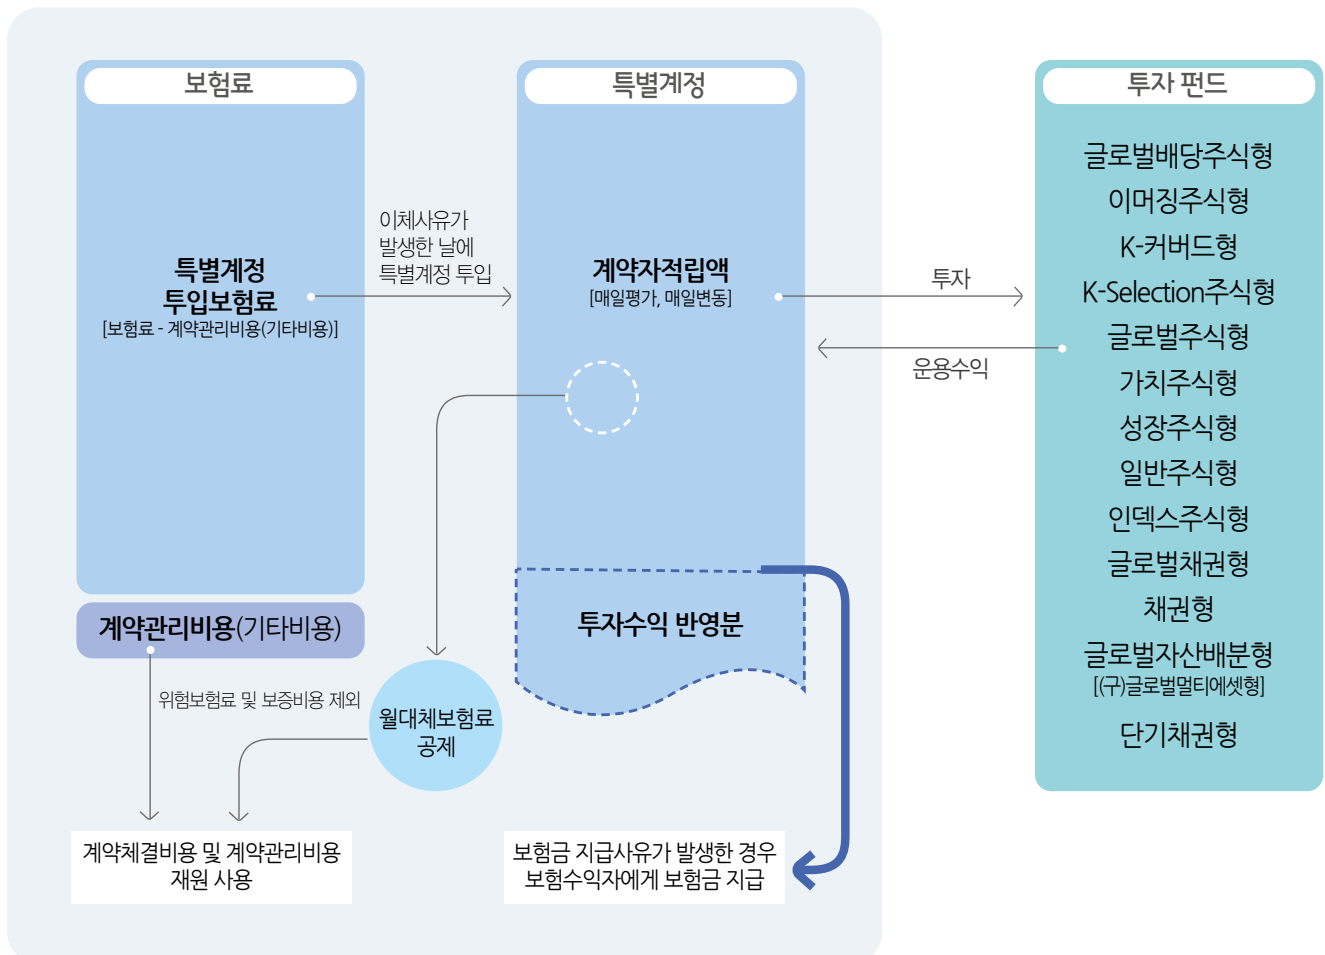 보험료
특별계정
투입보험료
[보험료 - 계약관리비용(기타비용)]
계약관리비용(기타비용)
이체사유가
발생한 날에
특별계정 투입
특별계정
계약자적립액
[매일평가, 매일변동]
투자수익 반영분
투자
운용수익
위험보험료 및 보증비용 제외
월대체보험료
공제
계약체결비용 및 계약관리비용
재원 사용
보험금 지급사유가 발생한 경우
보험수익자에게 보험금 지급
투자 펀드
글로벌배당주식형
이머징주식형
K-커버드형
K-Selection주식형
글로벌주식형
가치주식형
성장주식형
일반주식형
인덱스주식형
글로벌채권형
채권형
글로벌자산배분형
[(구)글로벌멀티에셋형]
단기채권형